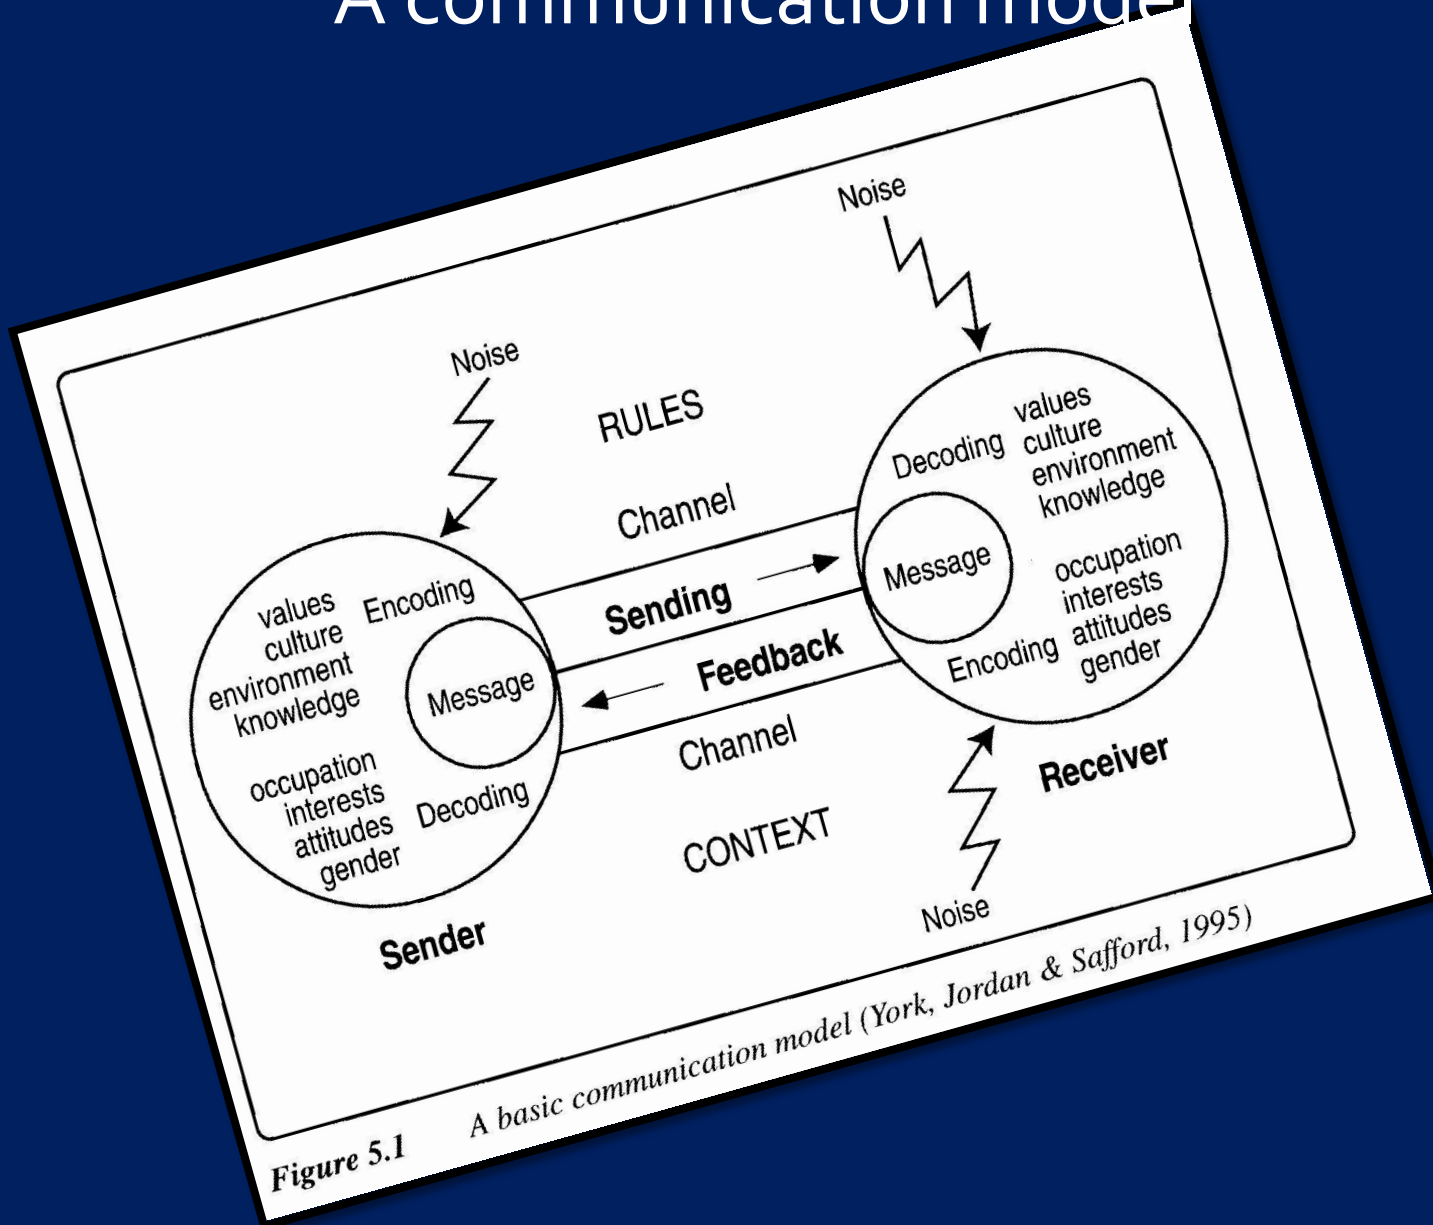 A communication model
Noise
Noise
RULES
Channel
Sending
Feedback
Channel
CONTEXT
values
culture
environment
knowledge
Encoding
Message
occupation
interests
attitudes
gender
Decoding
Sender
Decoding
values
culture
environment
knowledge
Message
occupation
interests
attitudes
gender
Encoding
Receiver
Noise
Figure 5.1 A basic communication model (York, Jordan & Safford, 1995)